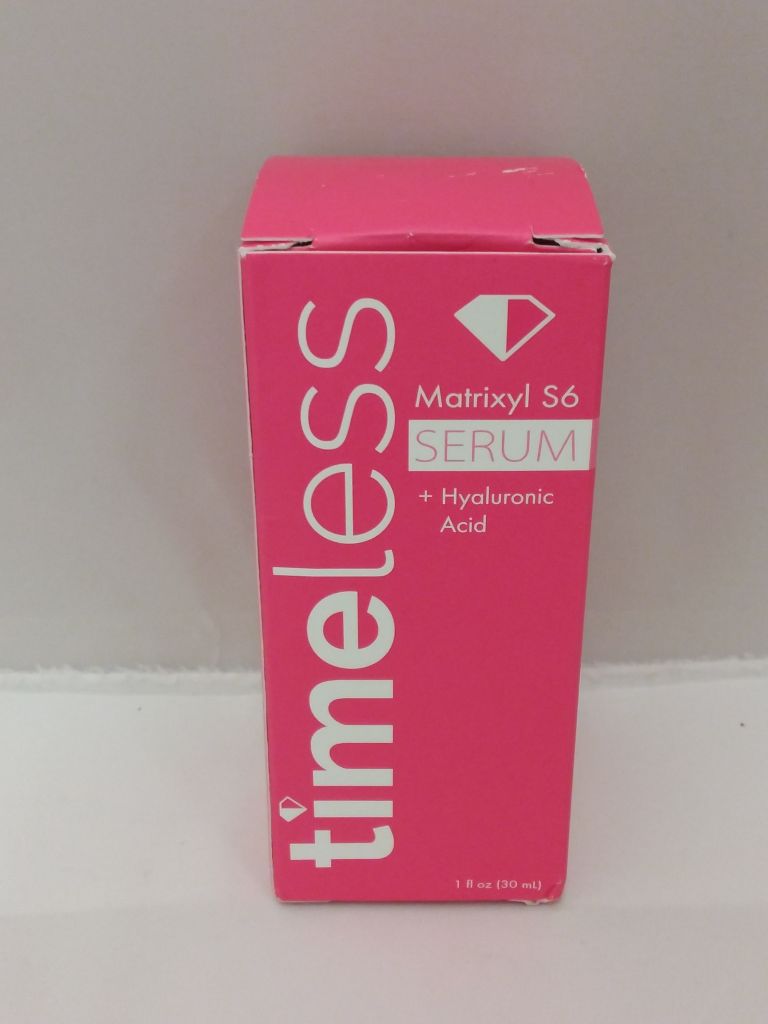 timeless
Matrixyl S6
SERUM
+ Hyaluronic
Acid
1 fl oz (30 mL)